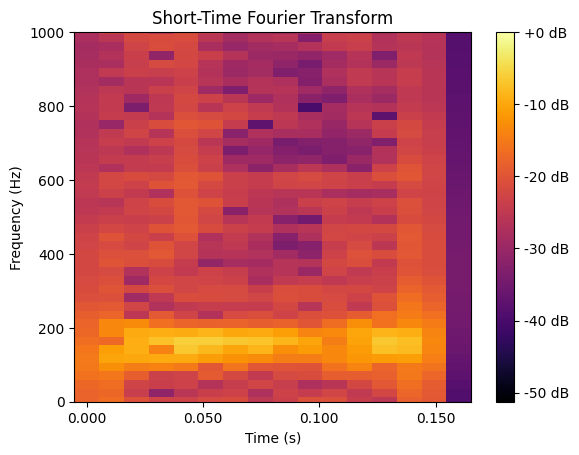 Short-Time Fourier Transform
1000
800
600
400
200
0
Frequency (Hz)
0.000
0.050
0.100
0.150
Time (s)
+0 dB
-10 dB
-20 dB
-30 dB
-40 dB
-50 dB